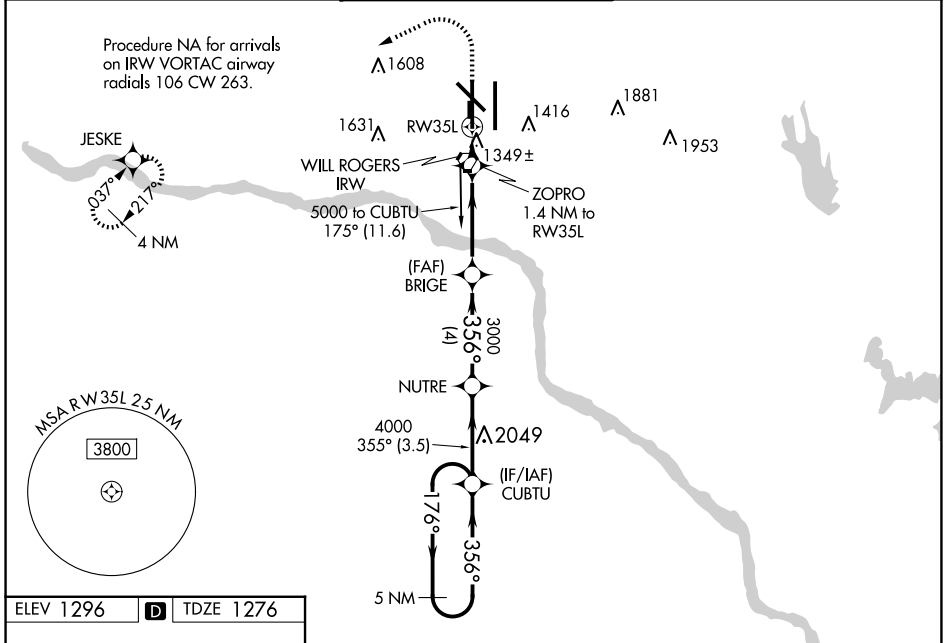 Procedure NA for arrivals
on IRW VORTAC airway
radials 106 CW 263.
1608
1881
1416
1631
RW35L
1953
JESKE
1349±
WILL ROGERS
IRW
ZOPRO
1.4 NM to
RW35L
037°
217°
5000 to CUBTU
175° (11.6)
4 NM
(FAF)
BRIGE
3000
356°
(4)
NUTRE
MSA RW35L 25 NM
3800
4000
355° (3.5)
2049
(IF/IAF)
CUBTU
176°
356°
5 NM
ELEV 1296 D TDZE 1276